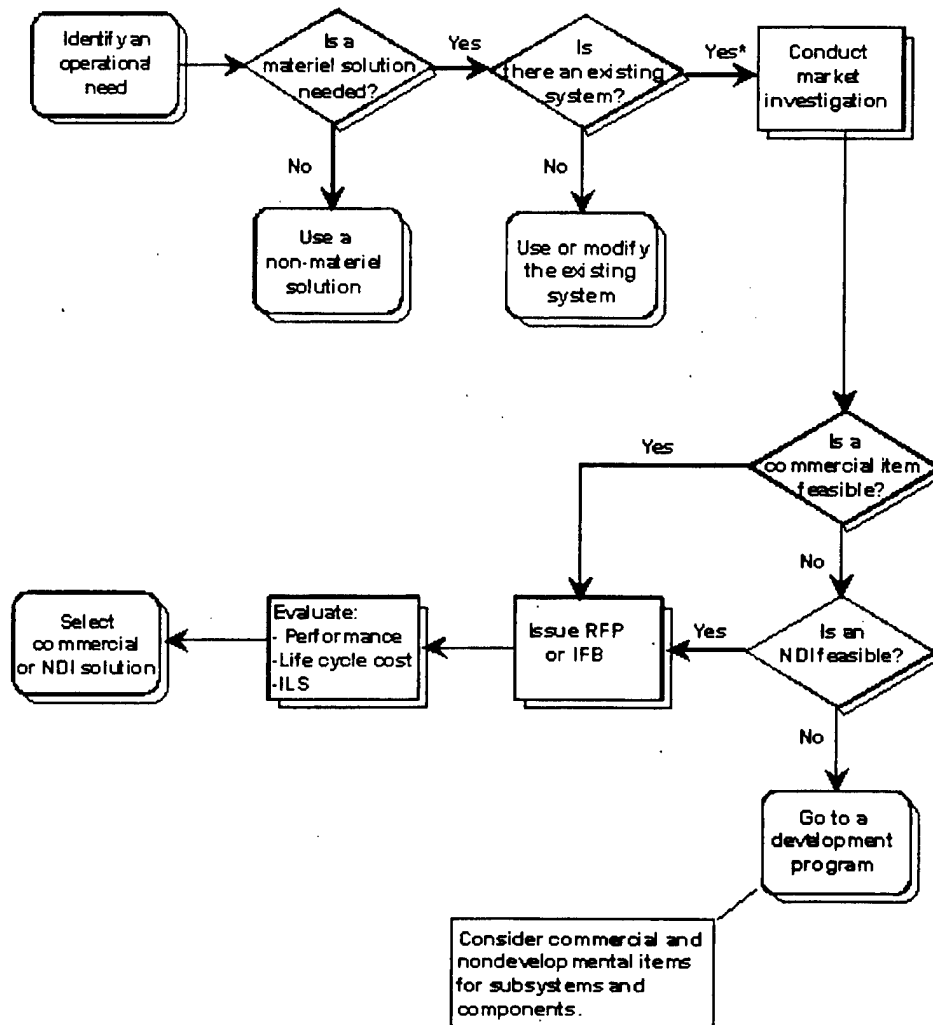 Identify an
operational
need
Is a
materiel solution
needed?
Yes
Is
there an existing
system?
Yes*
Conduct
market
investigation
No
No
Use a
non-materiel
solution
Use or modify
the existing
system
Yes
Is a
commercial item
feasible?
No
Select
commercial
or NDI solution
Evaluate:
- Performance
-Life cycle cost
-ILS
Issue RFP
or IFB
Yes
Is an
NDI feasible?
No
Go to a
development
program
Consider commercial and
nondevelopmental items
for subsystems and
components.